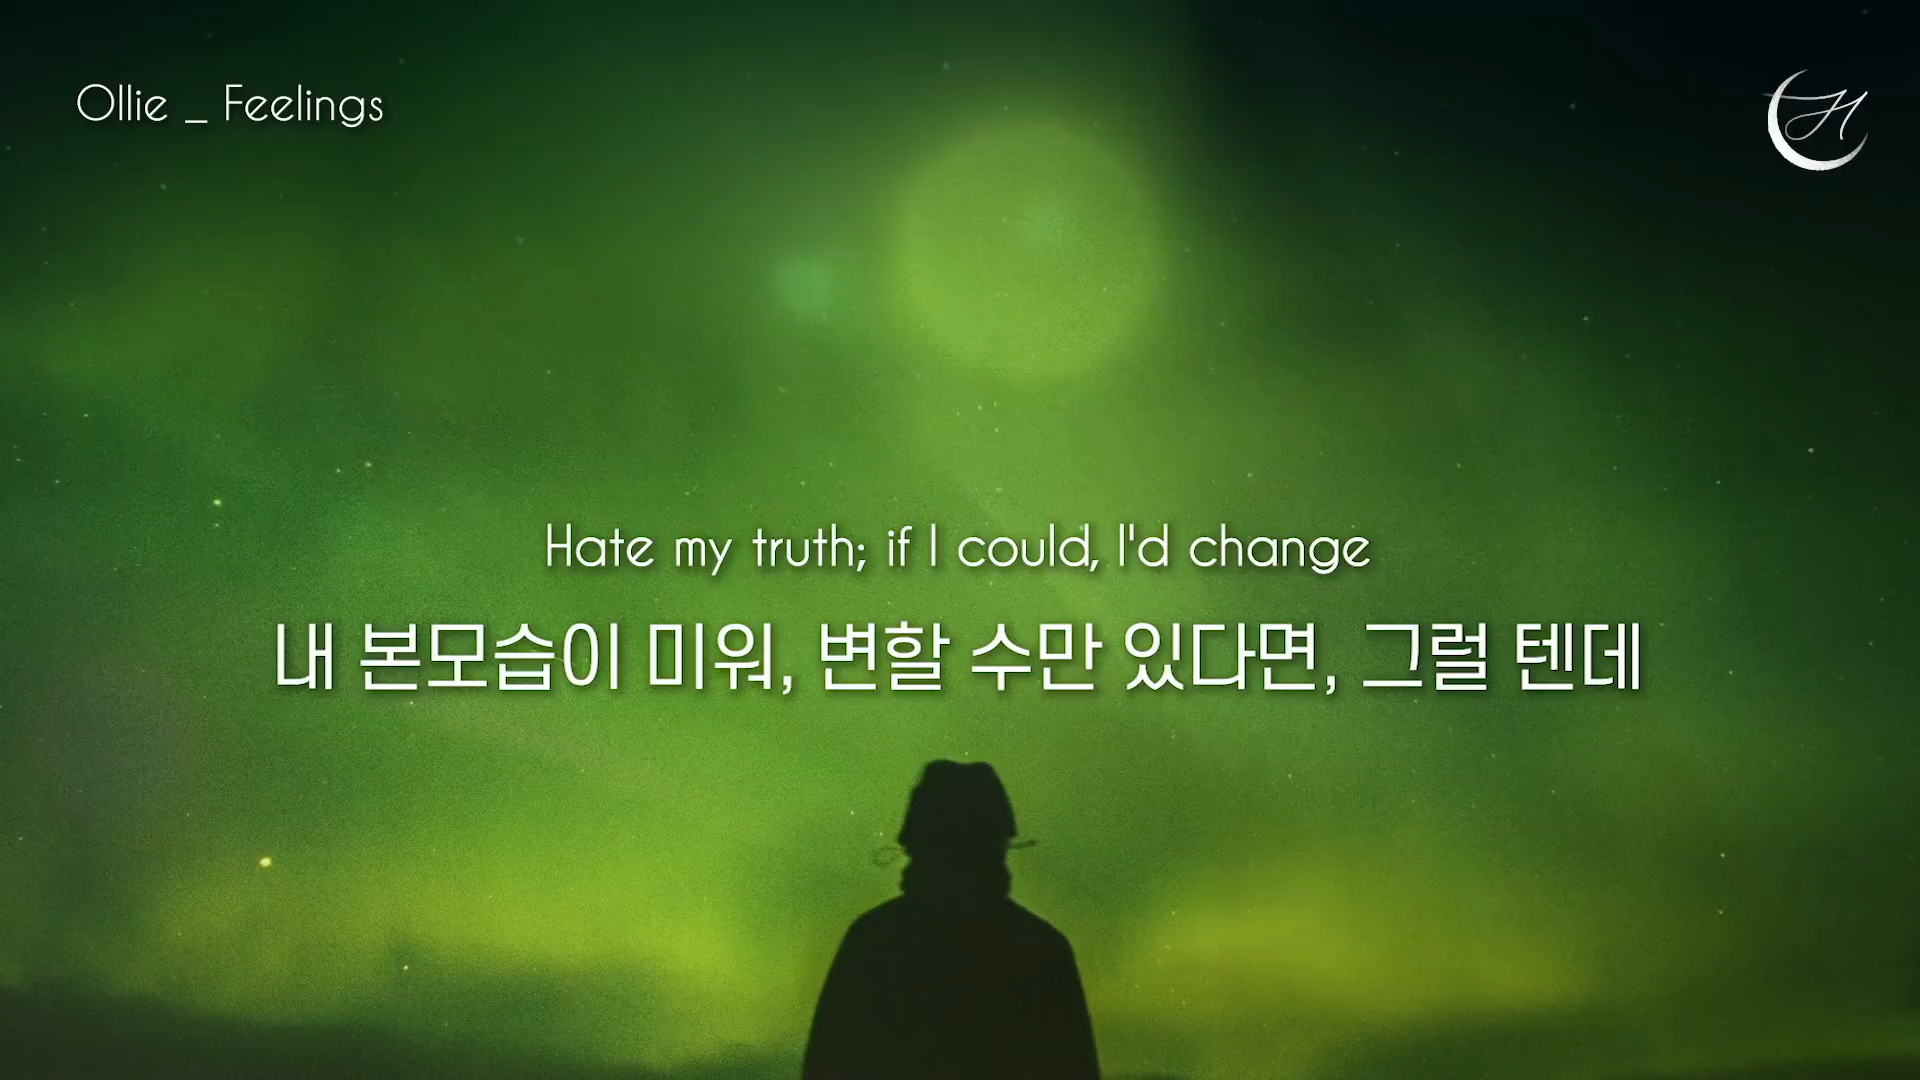 Ollie _ Feelings
H
Hate my truth; if I could, I'd change
내 본모습이 미워, 변할 수만 있다면, 그럴 텐데